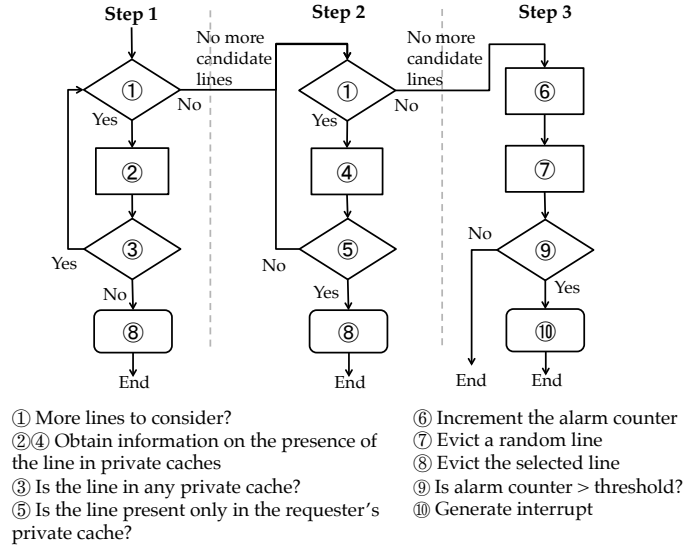 Step 1
Step 2
Step 3
No more
candidate
lines
No more
candidate
lines
①
No
Yes
②
③
Yes
No
⑧
End
①
No
Yes
④
⑤
No
Yes
⑧
End
⑥
⑦
⑨
No
Yes
⑩
End
End
① More lines to consider?
②④ Obtain information on the presence of
the line in private caches
③ Is the line in any private cache?
⑤ Is the line present only in the requester’s
private cache?
⑥ Increment the alarm counter
⑦ Evict a random line
⑧ Evict the selected line
⑨ Is alarm counter > threshold?
⑩ Generate interrupt